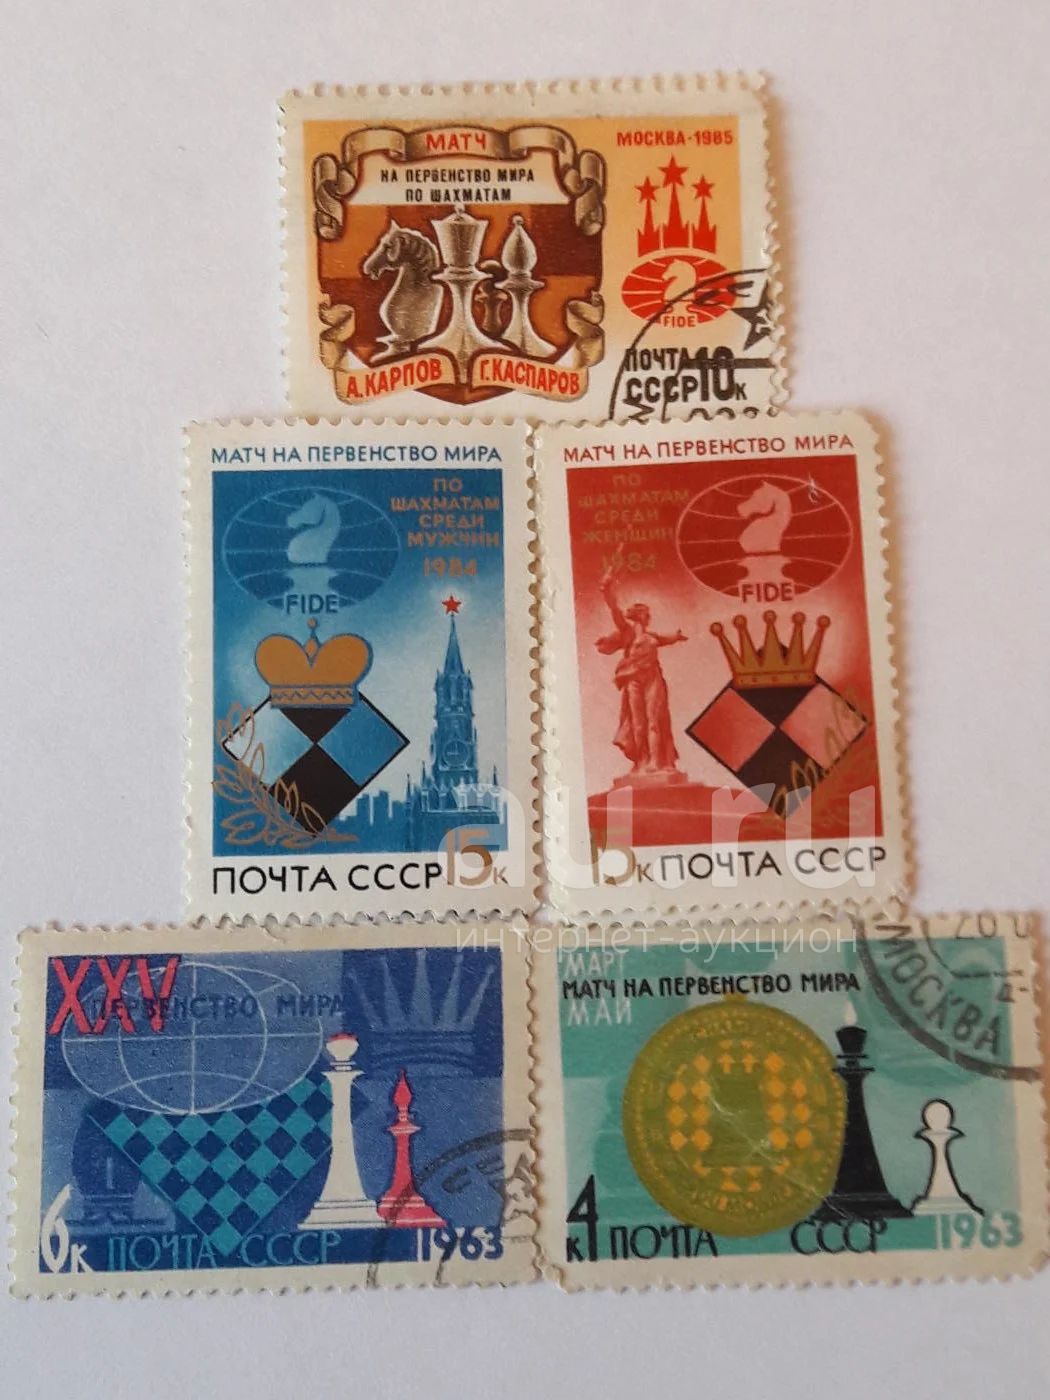 МАТЧ
НА ПЕРВЕНСТВО МИРА
ПО ШАХМАТАМ
А.КАРПОВ
Г.КАСПАРОВ
МОСКВА-1985
FIDE
ПОЧТА
СССР 10к
МАТЧ НА ПЕРВЕНСТВО МИРА
ПО
ШАХМАТАМ
СРЕДИ
МУЖЧИН
1984
FIDE
ПОЧТА СССР 15к
МАТЧ НА ПЕРВЕНСТВО МИРА
ПО
ШАХМАТАМ
СРЕДИ
ЖЕНЩИН
1984
FIDE
15к ПОЧТА СССР
au.ru
интернет-аукцион
XXV
ПЕРВЕНСТВО МИРА
6к ПОЧТА СССР 1963
МАРТ
МАТЧ НА ПЕРВЕНСТВО МИРА
МАЙ
4к ПОЧТА СССР 1963
МОСКВА